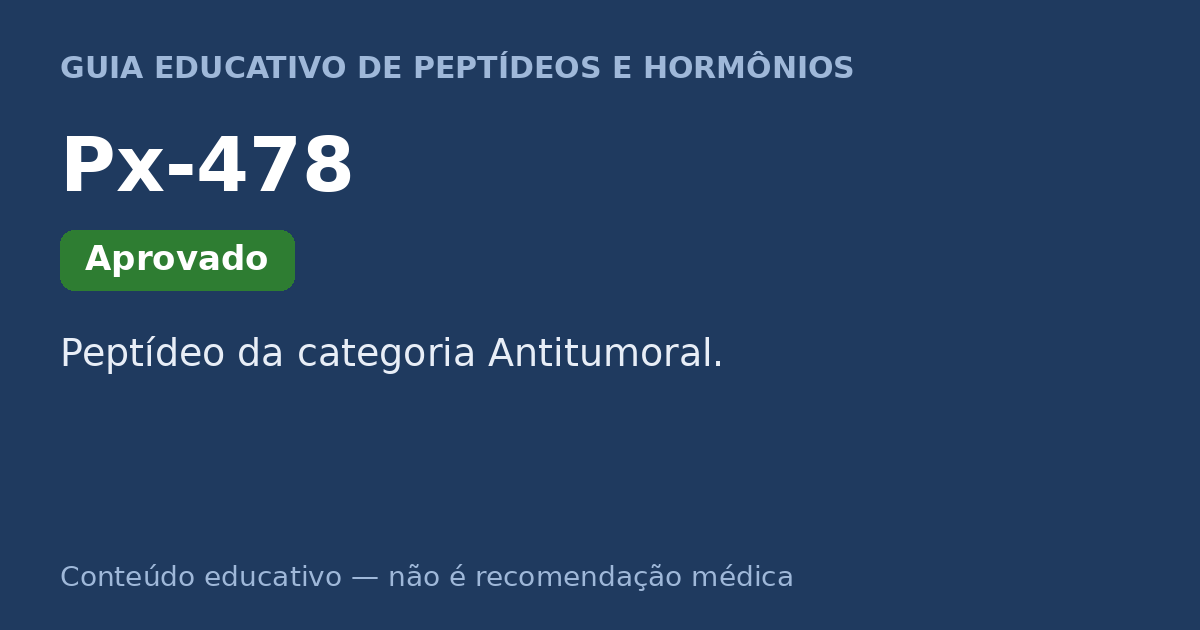 GUIA EDUCATIVO DE PEPTÍDEOS E HORMÔNIOS
Px-478
Aprovado
Peptídeo da categoria Antitumoral.
Conteúdo educativo — não é recomendação médica